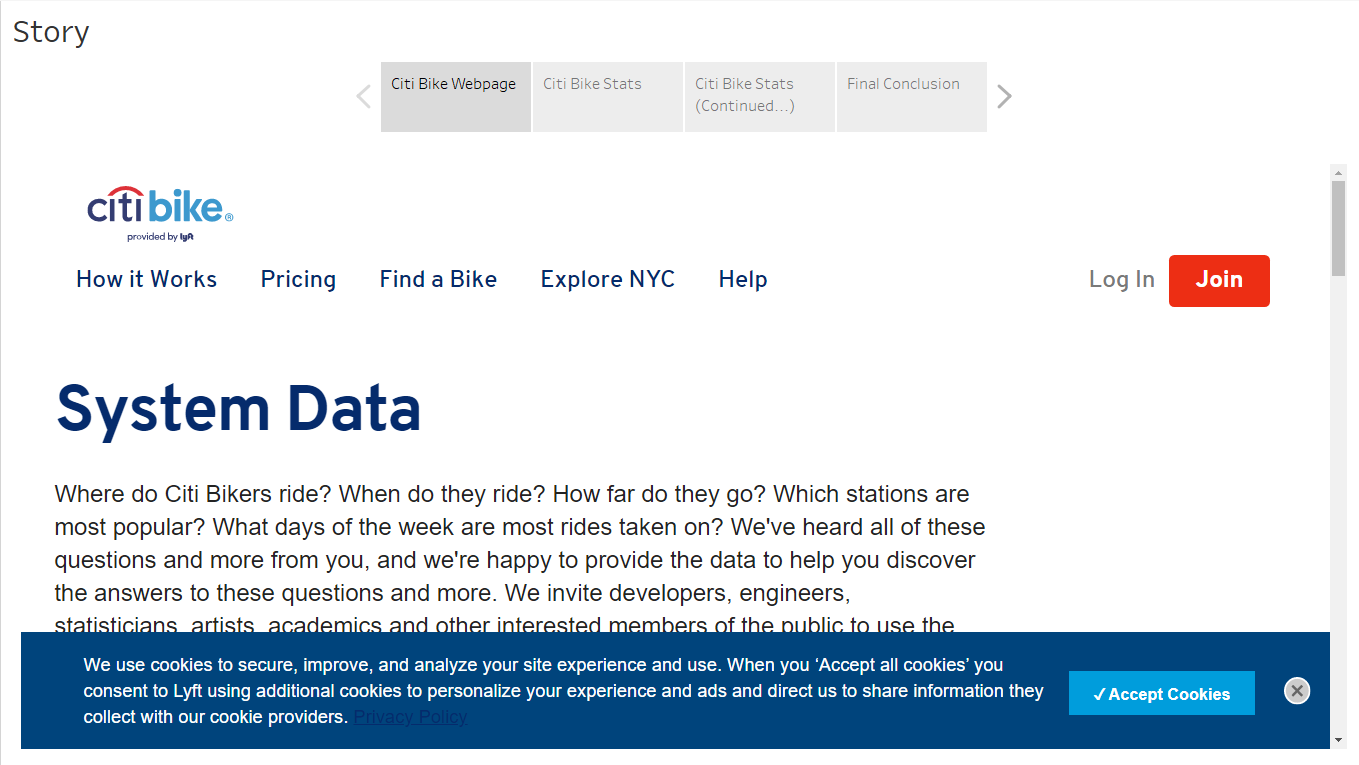 Story
Citi Bike Webpage
Citi Bike Stats
Citi Bike Stats
(Continued...)
Final Conclusion
citi bike®
provided by lyft
How it Works
Pricing
Find a Bike
Explore NYC
Help
Log In
Join
System Data
Where do Citi Bikers ride? When do they ride? How far do they go? Which stations are
most popular? What days of the week are most rides taken on? We've heard all of these
questions and more from you, and we're happy to provide the data to help you discover
the answers to these questions and more. We invite developers, engineers,
statisticians, artists, academics and other interested members of the public to use the
We use cookies to secure, improve, and analyze your site experience and use. When you ‘Accept all cookies’ you
consent to Lyft using additional cookies to personalize your experience and ads and direct us to share information they
collect with our cookie providers. Privacy Policy
✓Accept Cookies